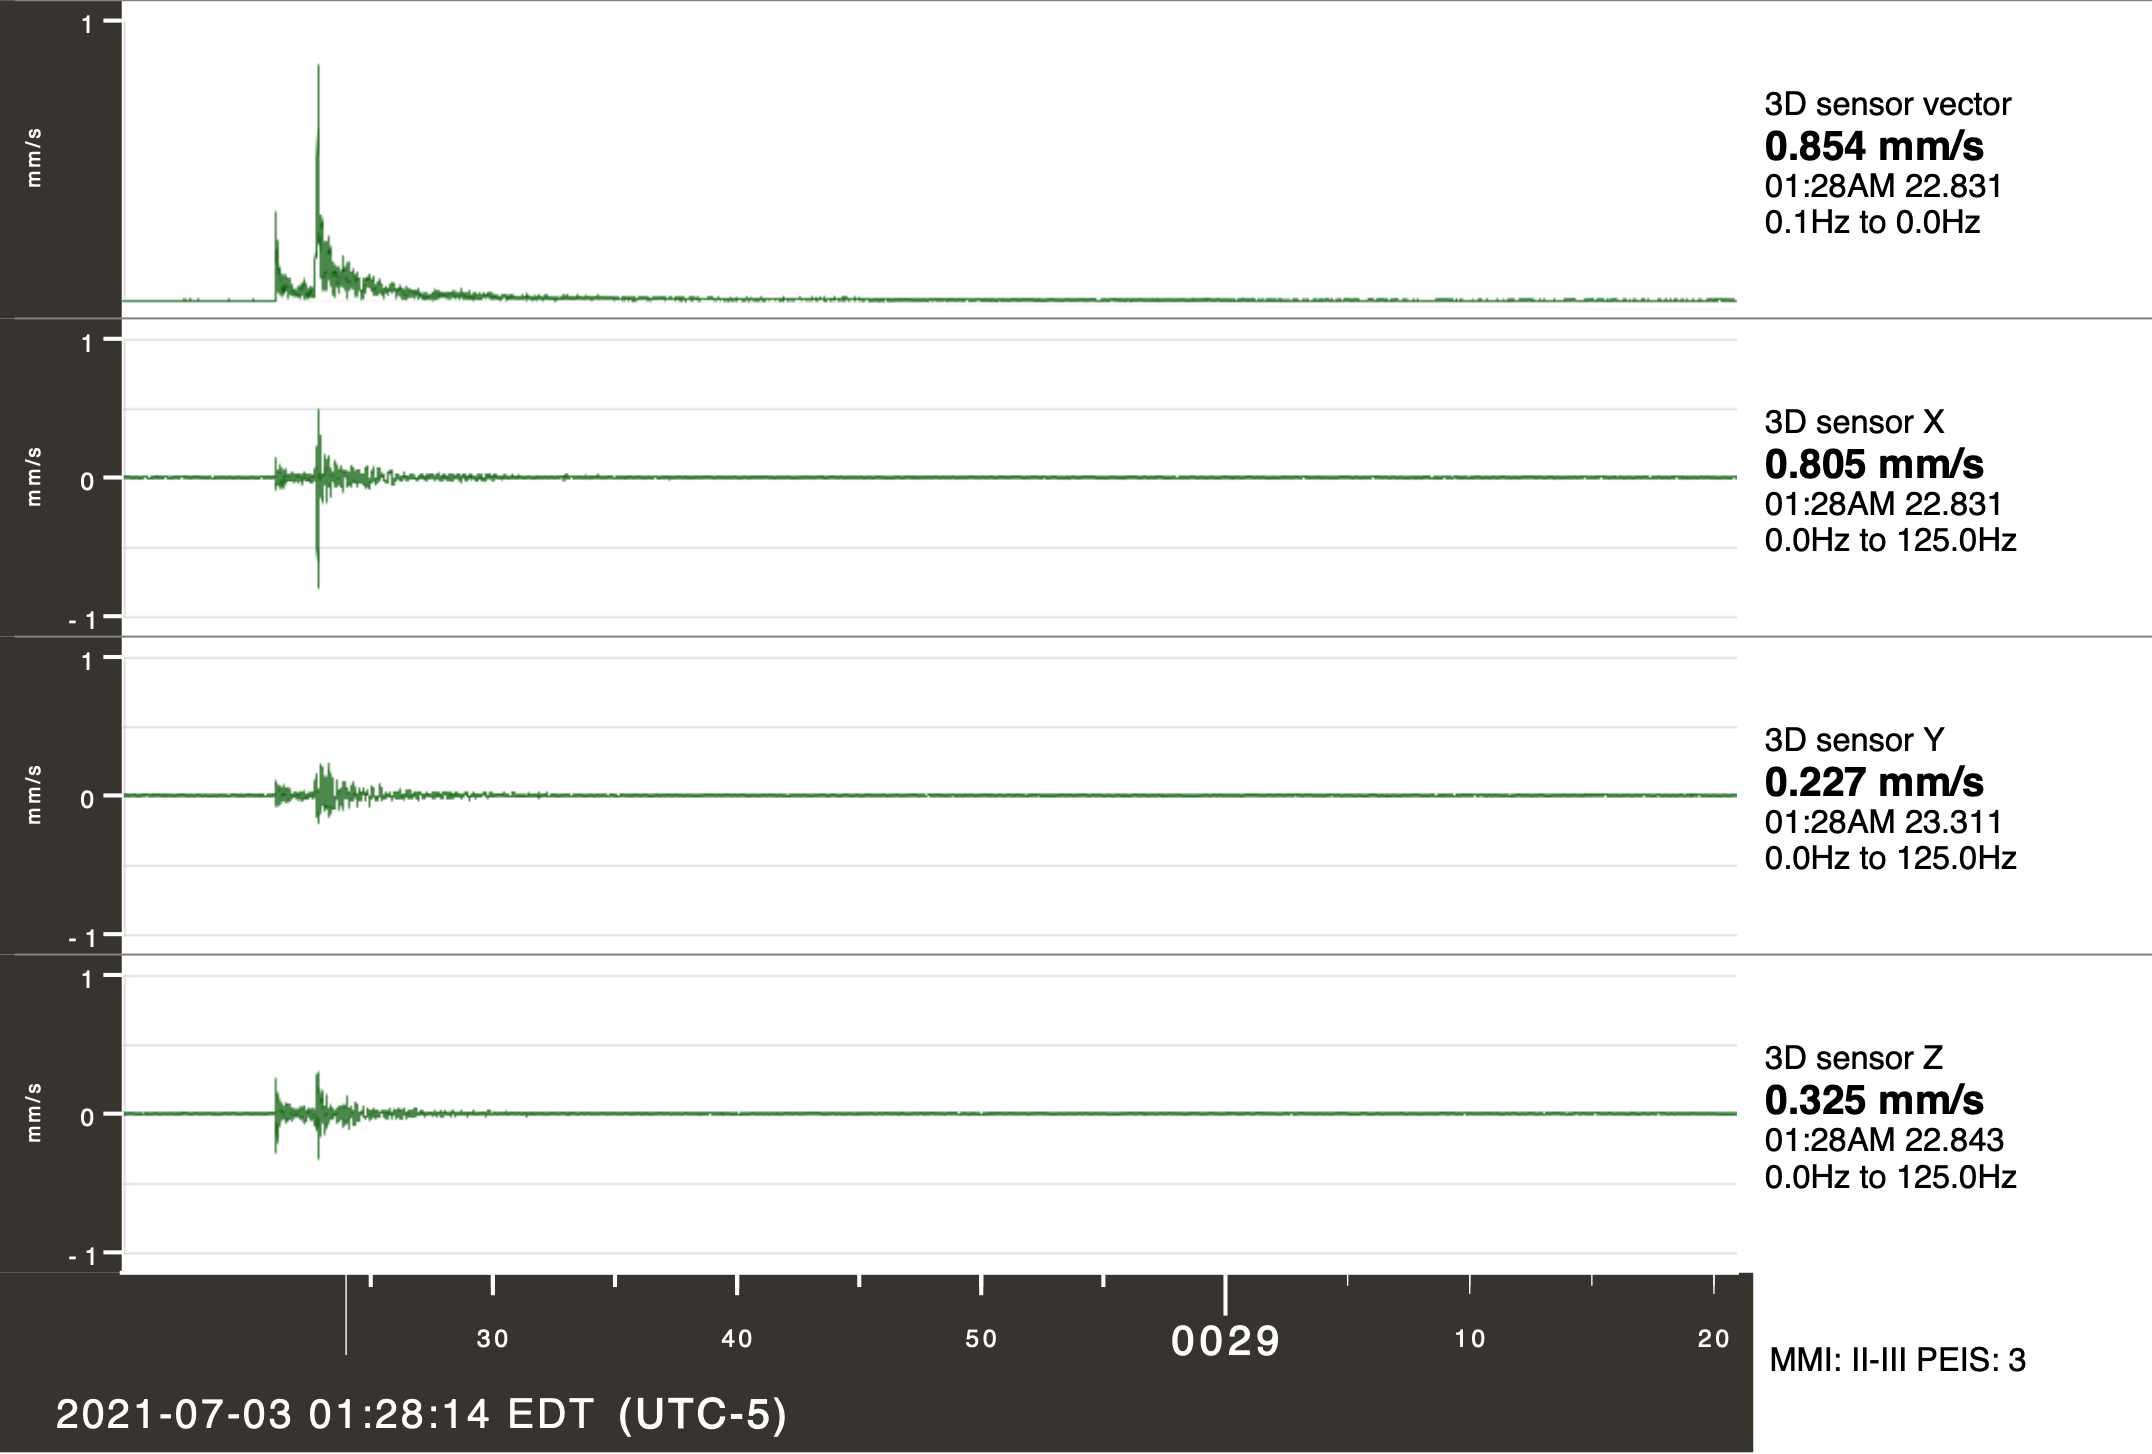 1
mm/s
3D sensor vector
0.854 mm/s
01:28AM 22.831
0.1Hz to 0.0Hz
1
mm/s
0
- 1
3D sensor X
0.805 mm/s
01:28AM 22.831
0.0Hz to 125.0Hz
1
mm/s
0
- 1
3D sensor Y
0.227 mm/s
01:28AM 23.311
0.0Hz to 125.0Hz
1
mm/s
0
- 1
3D sensor Z
0.325 mm/s
01:28AM 22.843
0.0Hz to 125.0Hz
30 40 50 0029 10 20
MMI: II-III PEIS: 3
2021-07-03 01:28:14 EDT (UTC-5)